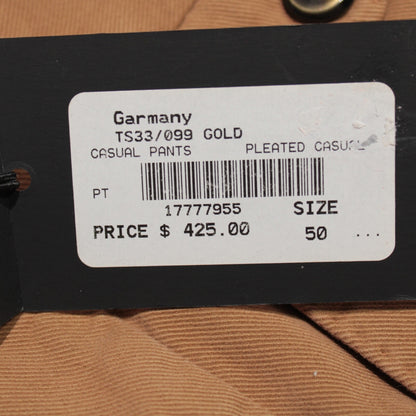 Garmany
TS33/099 GOLD
CASUAL PANTS PLEATED CASUAL
PT
17777955 SIZE
PRICE $ 425.00 50 ...